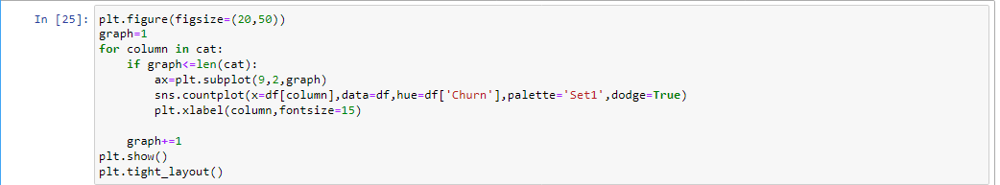 In [25]: plt.figure(figsize=(20,50))
graph=1
for column in cat:
    if graph<=len(cat):
        ax=plt.subplot(9,2,graph)
        sns.countplot(x=df[column],data=df,hue=df['Churn'],palette='Set1',dodge=True)
        plt.xlabel(column,fontsize=15)
    graph+=1
plt.show()
plt.tight_layout()